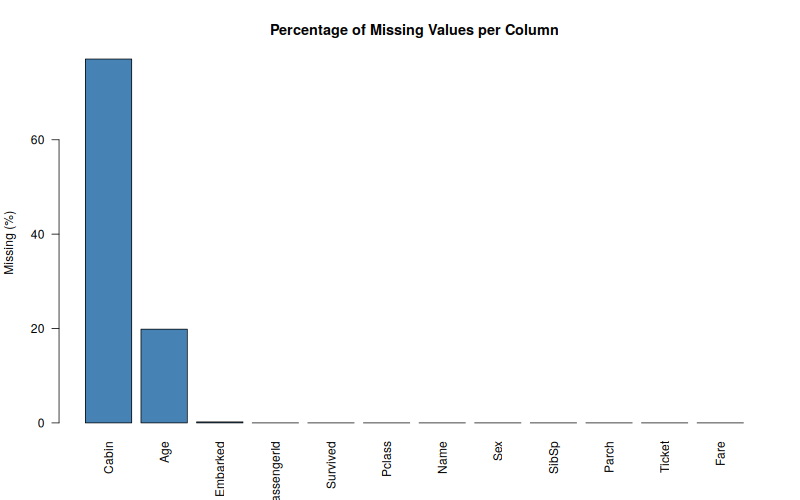 Percentage of Missing Values per Column
Missing (%)
60
40
20
0
Cabin
Age
Embarked
assengerId
Survived
Pclass
Name
Sex
SibSp
Parch
Ticket
Fare